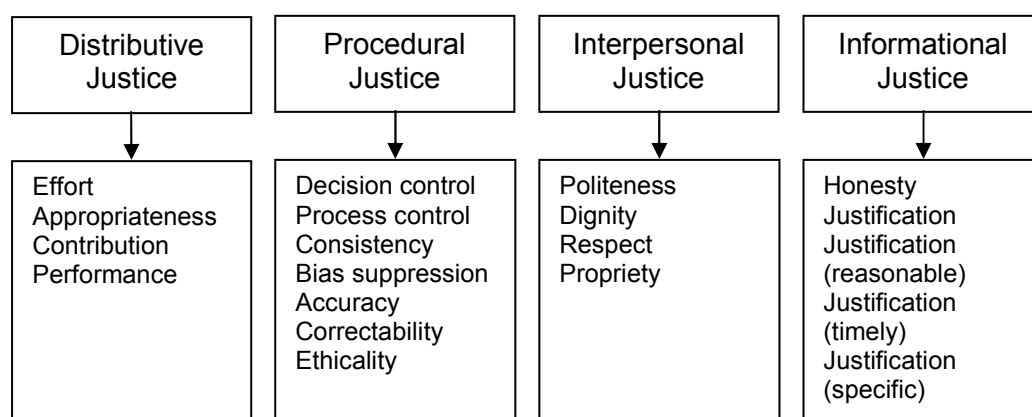 Distributive
Justice
Effort
Appropriateness
Contribution
Performance
Procedural
Justice
Decision control
Process control
Consistency
Bias suppression
Accuracy
Correctability
Ethicality
Interpersonal
Justice
Politeness
Dignity
Respect
Propriety
Informational
Justice
Honesty
Justification
Justification
(reasonable)
Justification
(timely)
Justification
(specific)